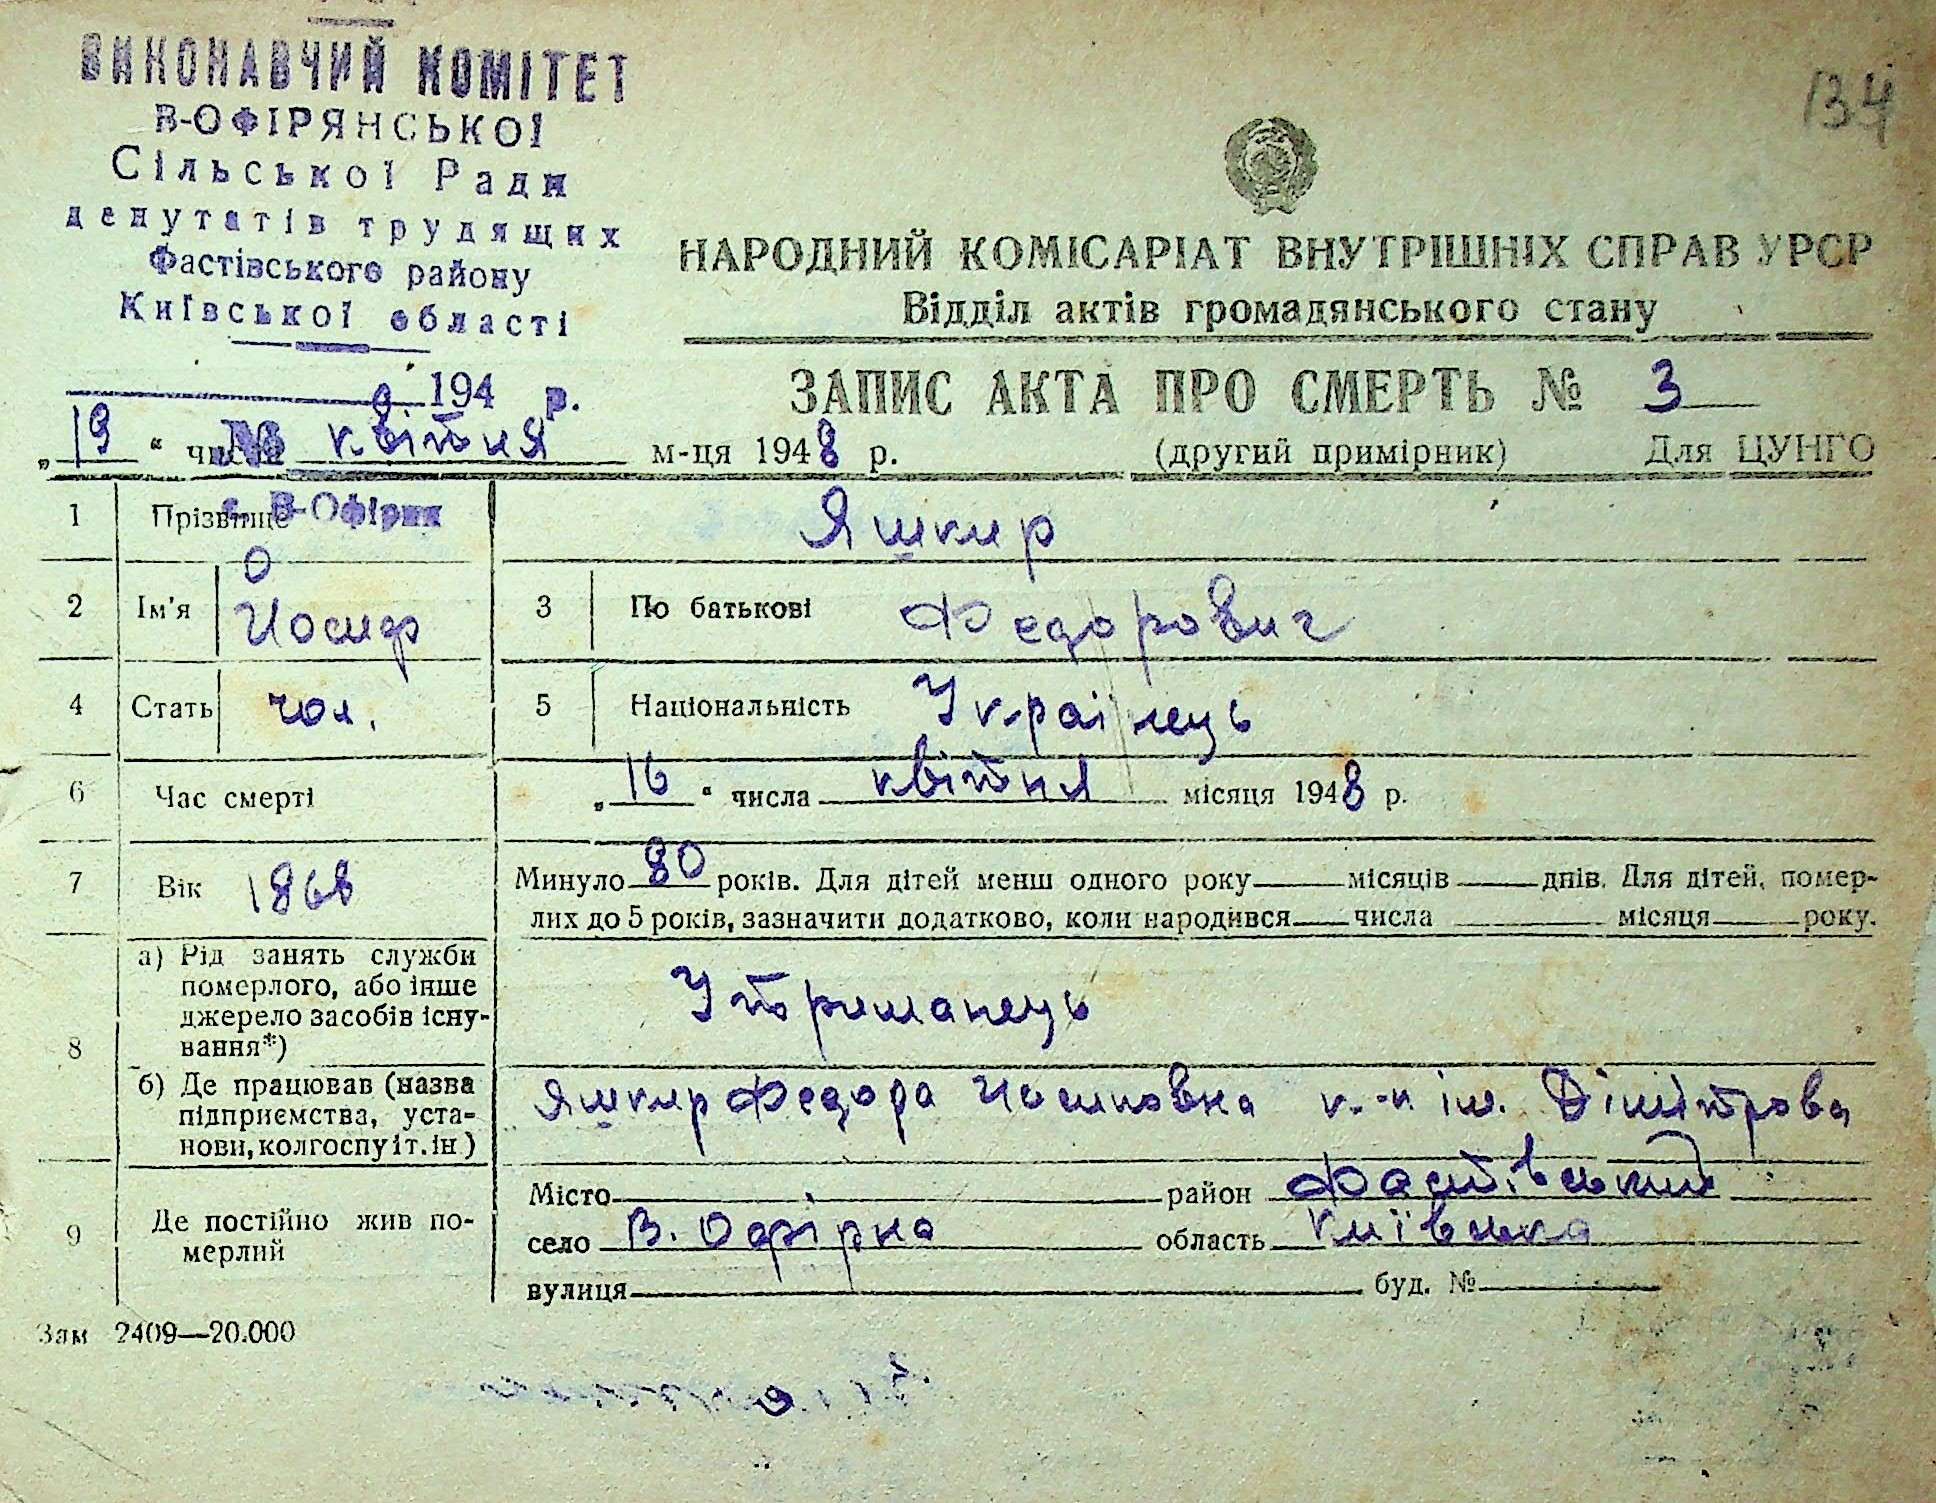 ВИКОНАВЧИЙ КОМІТЕТ
В-ОФІРЯНСЬКОЇ
Сільської Ради
депутатів трудящих
Фастівського району
Київської області
134
НАРОДНИЙ КОМІСАРІАТ ВНУТРІШНІХ СПРАВ УРСР
Відділ актів громадянського стану
194 р.
ЗАПИС АКТА ПРО СМЕРТЬ № 3
„19“ числа № квітня м-ця 1948 р. (другий примірник) Для ЦУНГО
с. В-Офірня
1 Прізвище Яшкир
О
2 Ім'я Йосиф 3 По батькові Федорович
4 Стать чол. 5 Національність Українець
6 Час смерті „16“ числа квітня місяця 1948 р.
7 Вік 1868 Минуло 80 років. Для дітей менш одного року місяців днів. Для дітей, помер-
лих до 5 років, зазначити додатково, коли народився числа місяця року.
8 а) Рід занять служби
померлого, або інше
джерело засобів існу-
вання*)
Утриманець
б) Де працював (назва
підприємства, уста-
нови, колгоспу і т. ін)
Яшкир Федора к-п ім. Дімітрова
9 Де постійно жив по-
мерлий
Місто район Фастівський
село В. Офірна область Київська
вулиця буд. №
Зам 2409—20.000